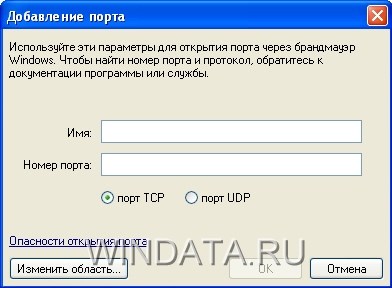 Добавление порта
Используйте эти параметры для открытия порта через брандмауэр
Windows. Чтобы найти номер порта и протокол, обратитесь к
документации программы или службы.
Имя:
Номер порта:
порт TCP порт UDP
Опасности открытия порта
WINDATA.RU
Изменить область... ОК Отмена